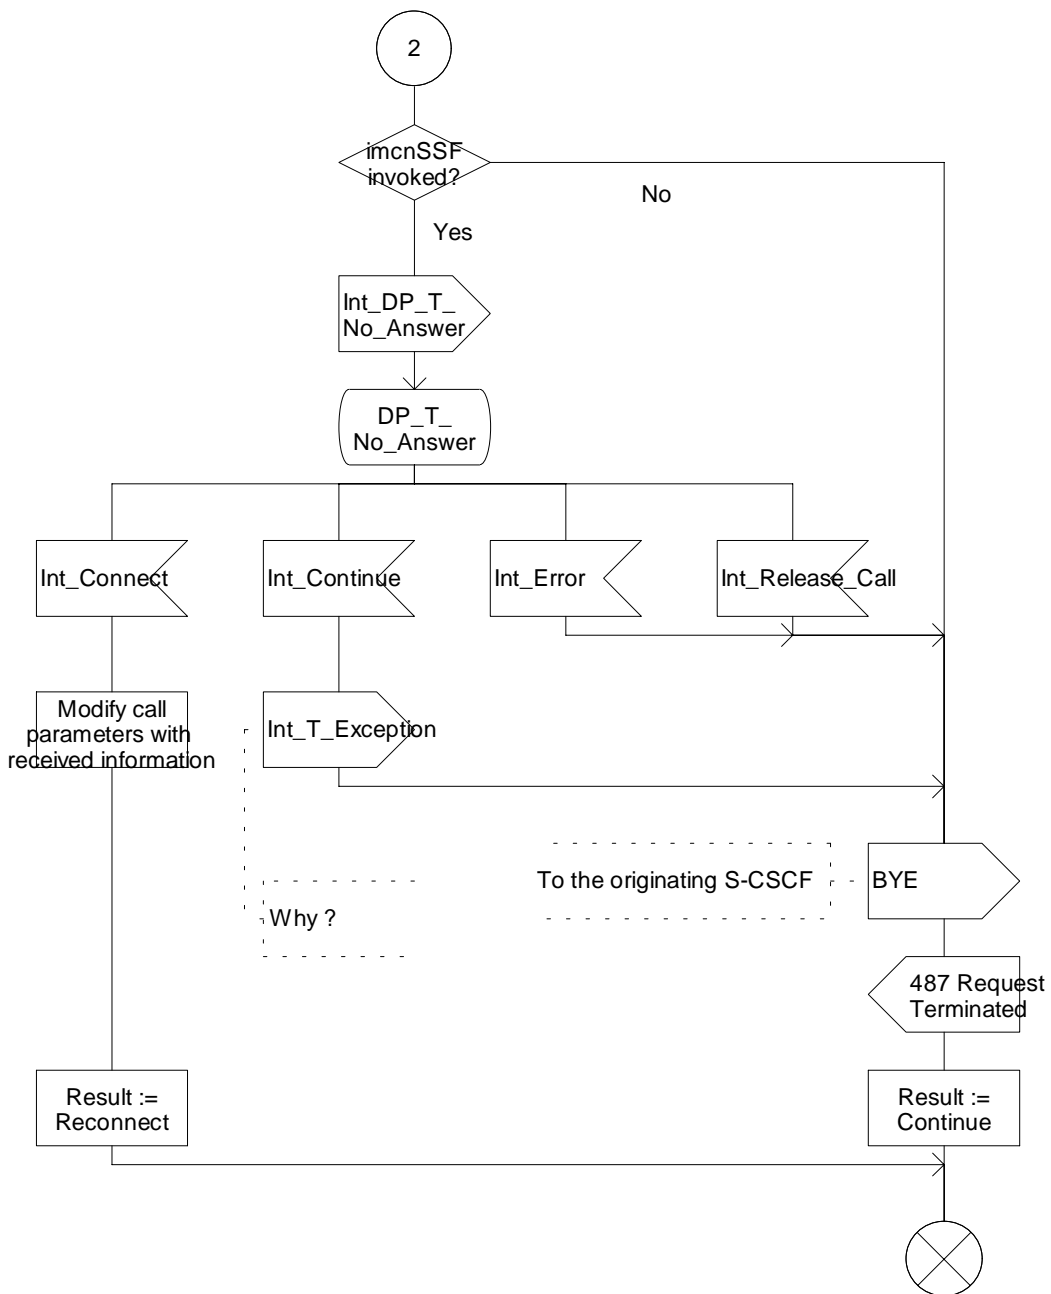 2
imcnSSF
invoked?
No
Yes
Int_DP_T_
No_Answer
DP_T_
No_Answer
Int_Connect
Int_Continue
Int_Error
Int_Release_Call
Modify call
parameters with
received information
Int_T_Exception
To the originating S-CSCF
BYE
Why ?
487 Request
Terminated
Result :=
Reconnect
Result :=
Continue